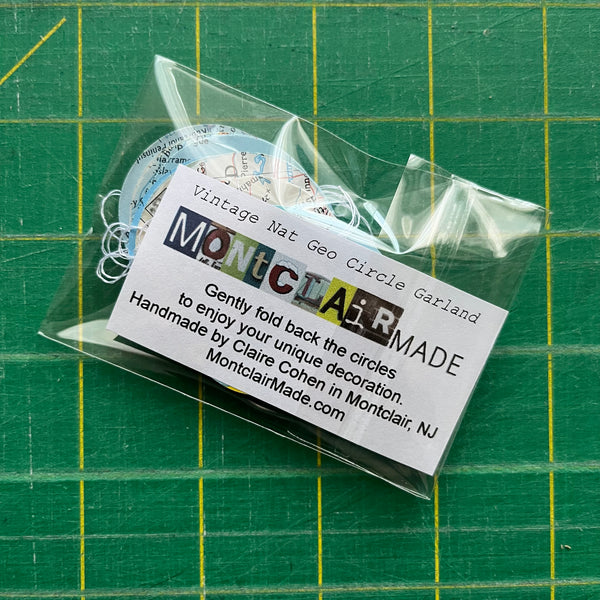 Vintage Nat Geo Circle Garland
MONtCLAiR MADE
Gently fold back the circles
to enjoy your unique decoration.
Handmade by Claire Cohen in Montclair, NJ
MontclairMade.com